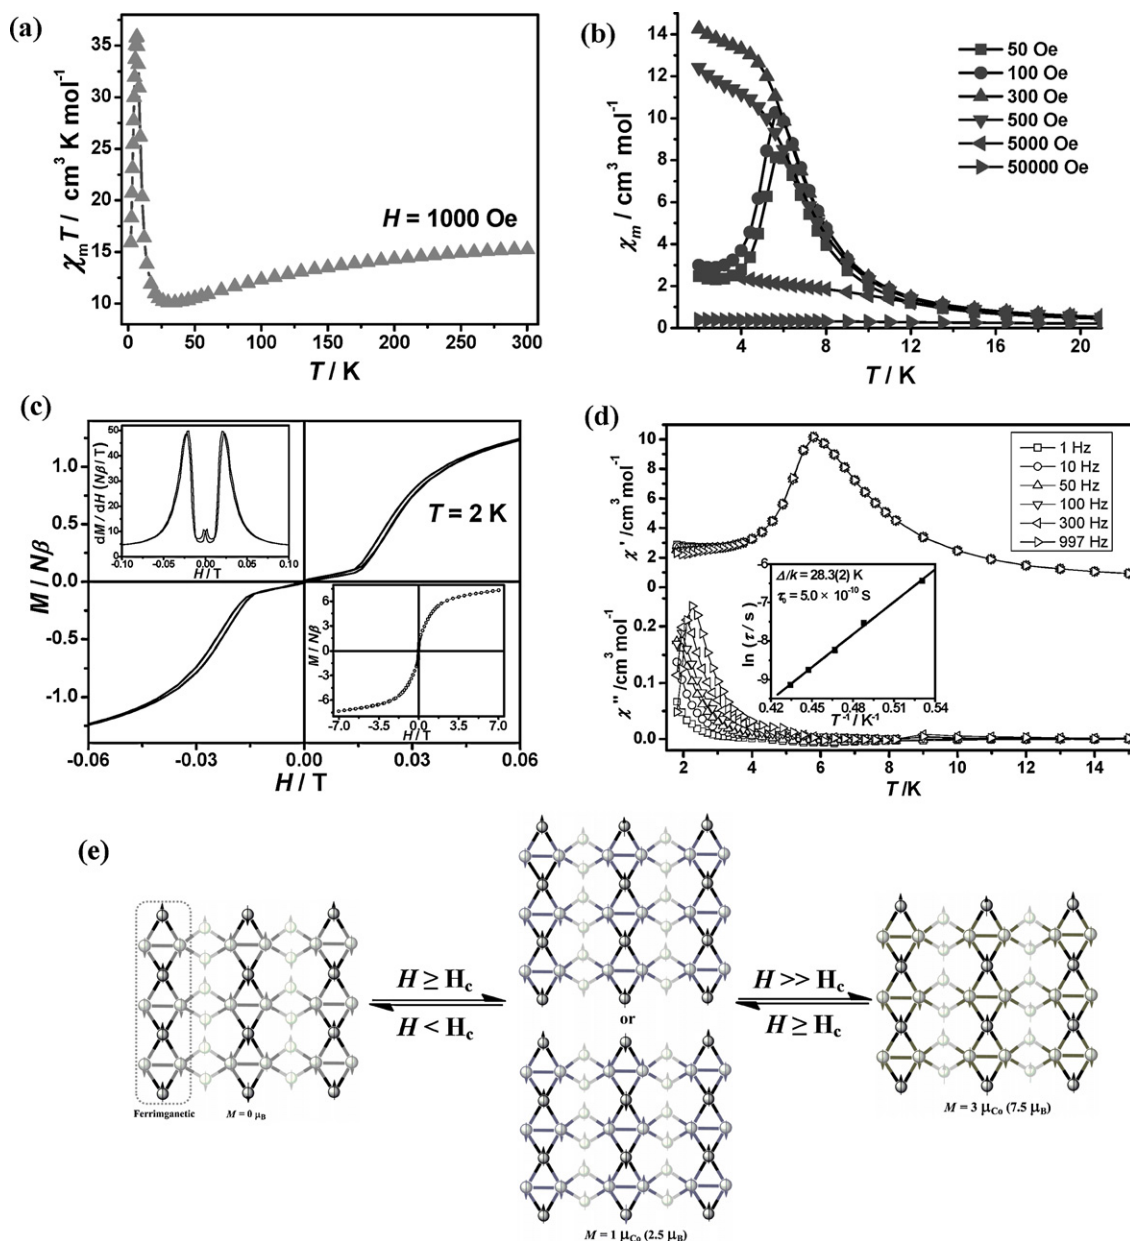 (a)
χmT / cm³ K mol⁻¹
35
30
25
20
15
10
H = 1000 Oe
0 50 100 150 200 250 300
T / K
(b)
χm / cm³ mol⁻¹
14
12
10
8
6
4
2
0
50 Oe
100 Oe
300 Oe
500 Oe
5000 Oe
50000 Oe
4 8 12 16 20
T / K
(c)
M / Nβ
1.0
0.5
0.0
-0.5
-1.0
dM / dH (Nβ/T)
50
40
30
20
10
0
-0.10 -0.05 0.00 0.05 0.10
H / T
T = 2 K
M / Nβ
6
3
0
-3
-6
-7.0 -3.5 0.0 3.5 7.0
H / T
-0.06 -0.03 0.00 0.03 0.06
H / T
(d)
χ' /cm³ mol⁻¹
10
8
6
4
2
0
1 Hz
10 Hz
50 Hz
100 Hz
300 Hz
997 Hz
χ'' /cm³ mol⁻¹
0.2
0.1
0.0
Δ/k = 28.3(2) K
τ₀ = 5.0 × 10⁻¹⁰ S
ln (τ / s)
-6
-7
-8
-9
0.42 0.45 0.48 0.51 0.54
T⁻¹ / K⁻¹
2 4 6 8 10 12 14
T /K
(e)
H ≥ Hc
H < Hc
or
H >> Hc
H ≥ Hc
Ferrimganetic
M = 0 μB
M = 1 μCo (2.5 μB)
M = 3 μCo (7.5 μB)